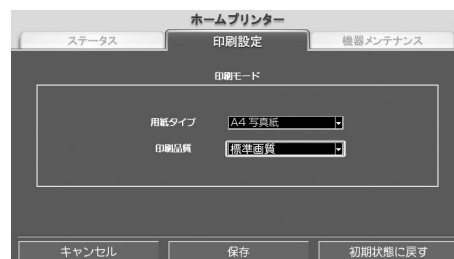 ホームプリンター
ステータス 印刷設定 機器メンテナンス
印刷モード
用紙タイプ A4 写真紙
印刷品質 標準画質
キャンセル 保存 初期状態に戻す